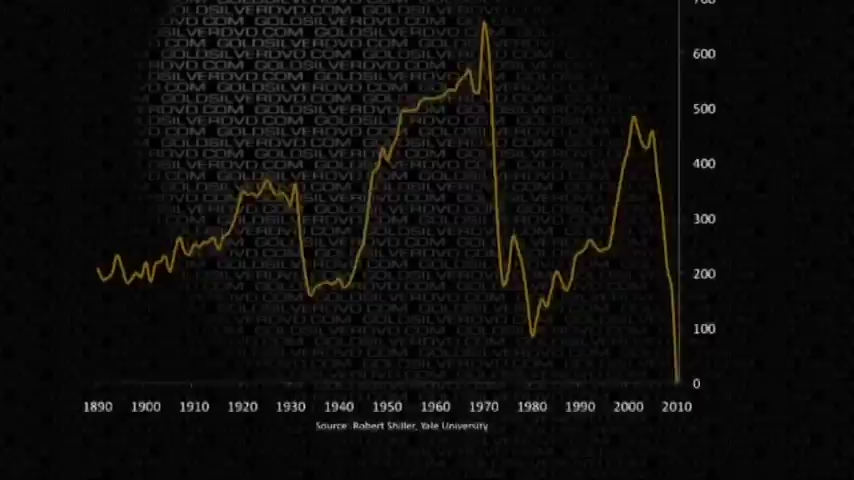 700
600
500
400
300
200
100
0
1890 1900 1910 1920 1930 1940 1950 1960 1970 1980 1990 2000 2010
Source: Robert Shiller, Yale University
GOLDSILVERDVD.COM